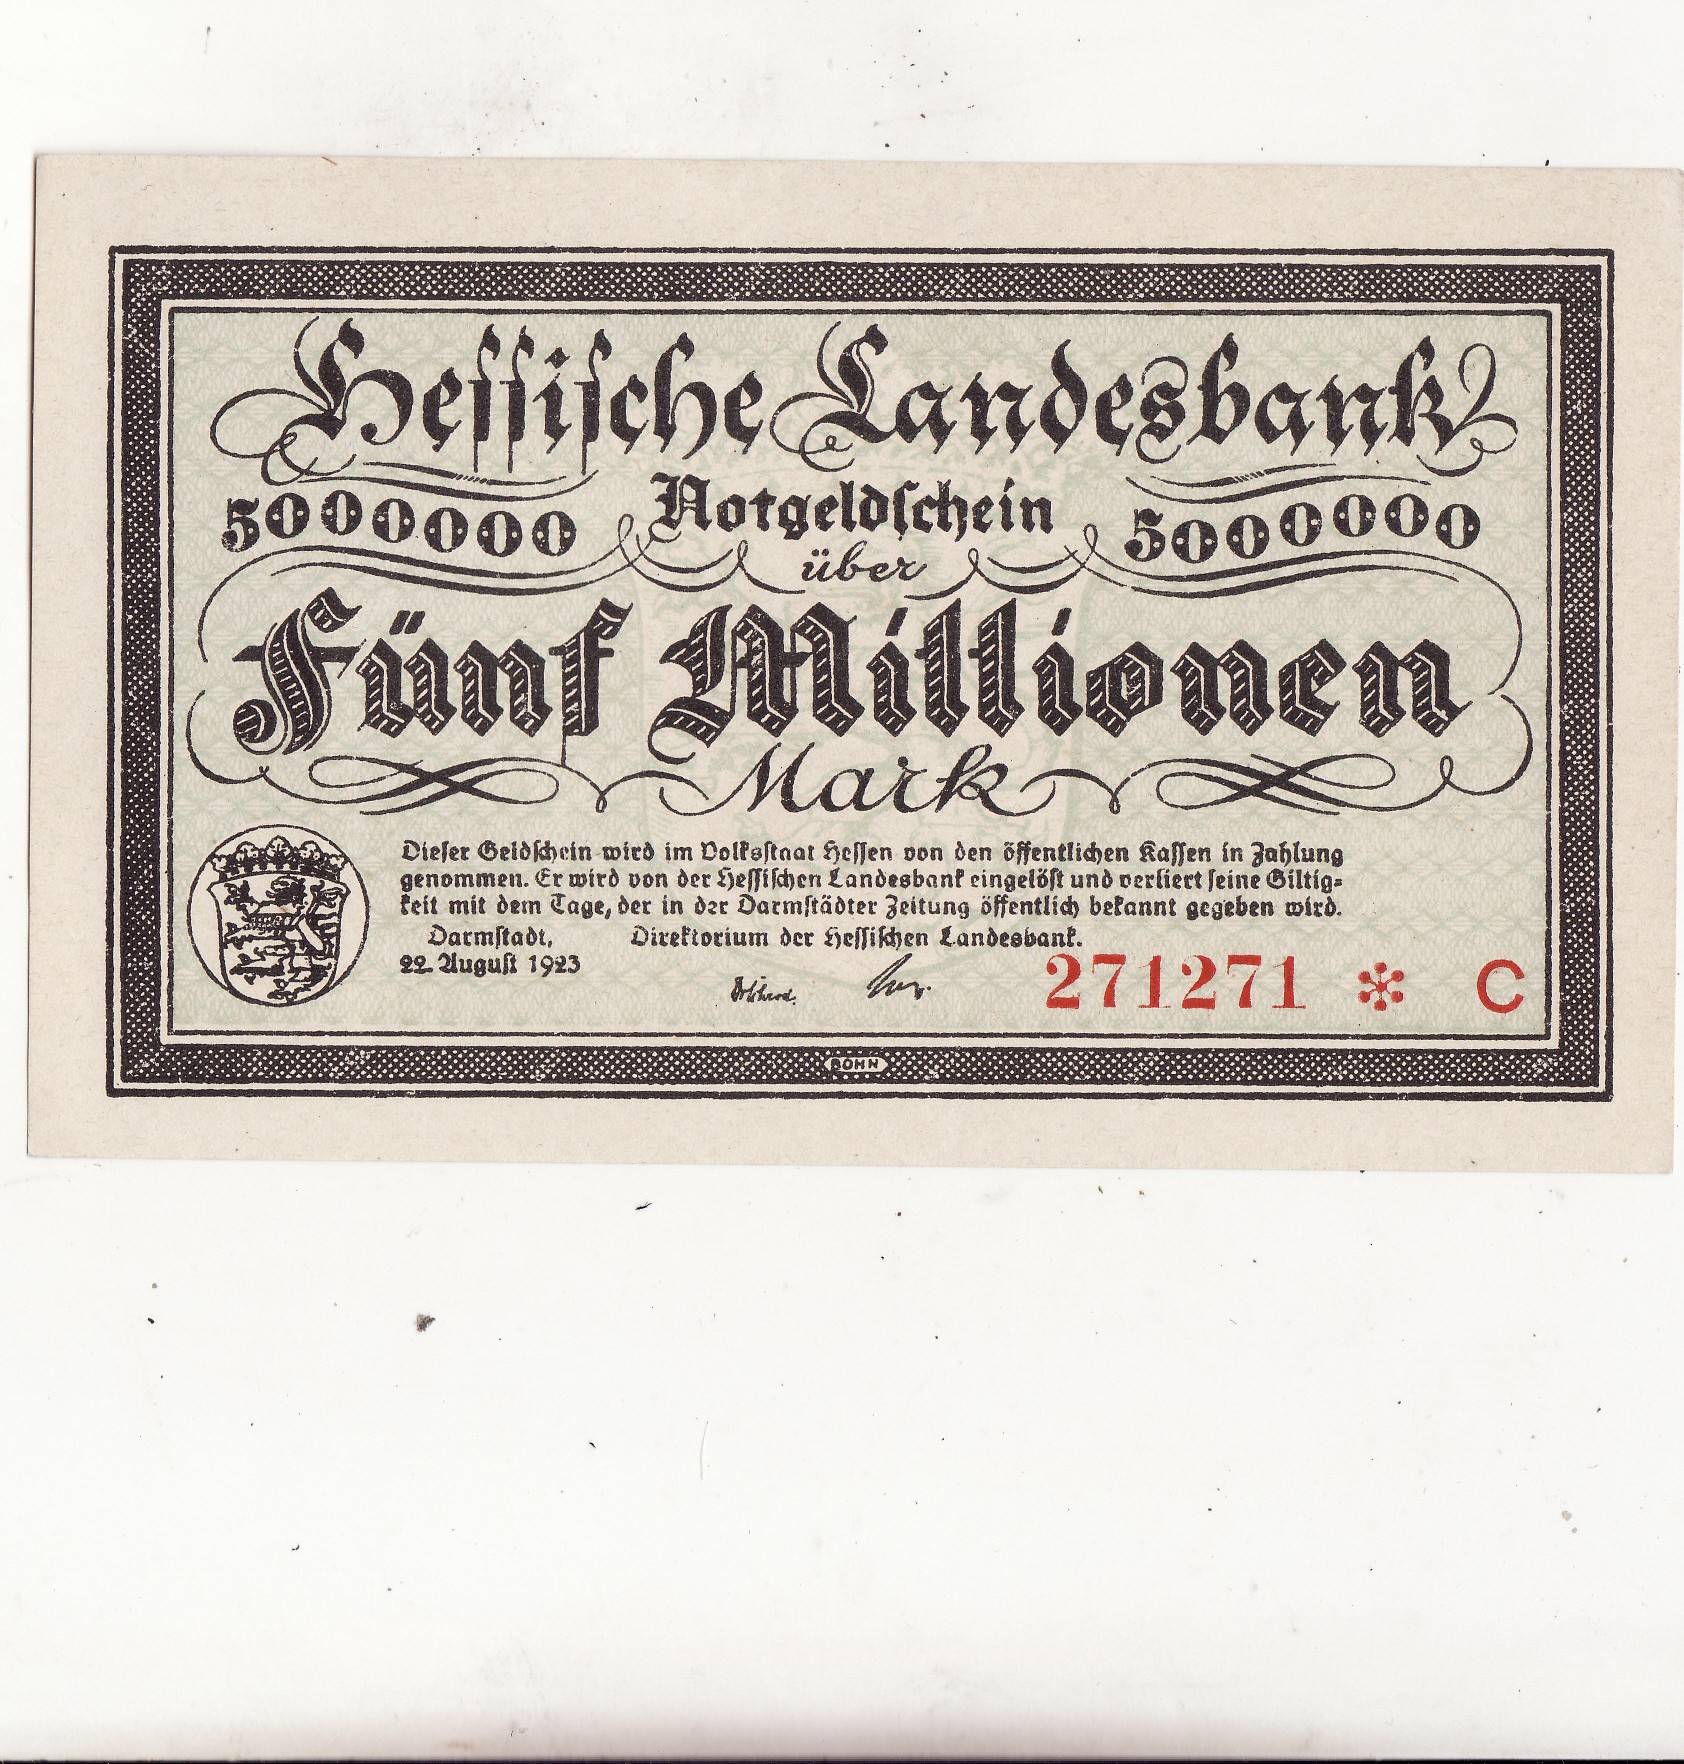 Hessische Landesbank
5000000 Notgeldschein 5000000
über
Fünf Millionen
Mark
Dieser Geldschein wird im Volksstaat Hessen von den öffentlichen Kassen in Zahlung
genommen. Er wird von der Hessischen Landesbank eingelöst und verliert seine Giltig=
keit mit dem Tage, der in der Darmstädter Zeitung öffentlich bekannt gegeben wird.
Darmstadt, Direktorium der Hessischen Landesbank.
22. August 1923
271271 * C
BOHN